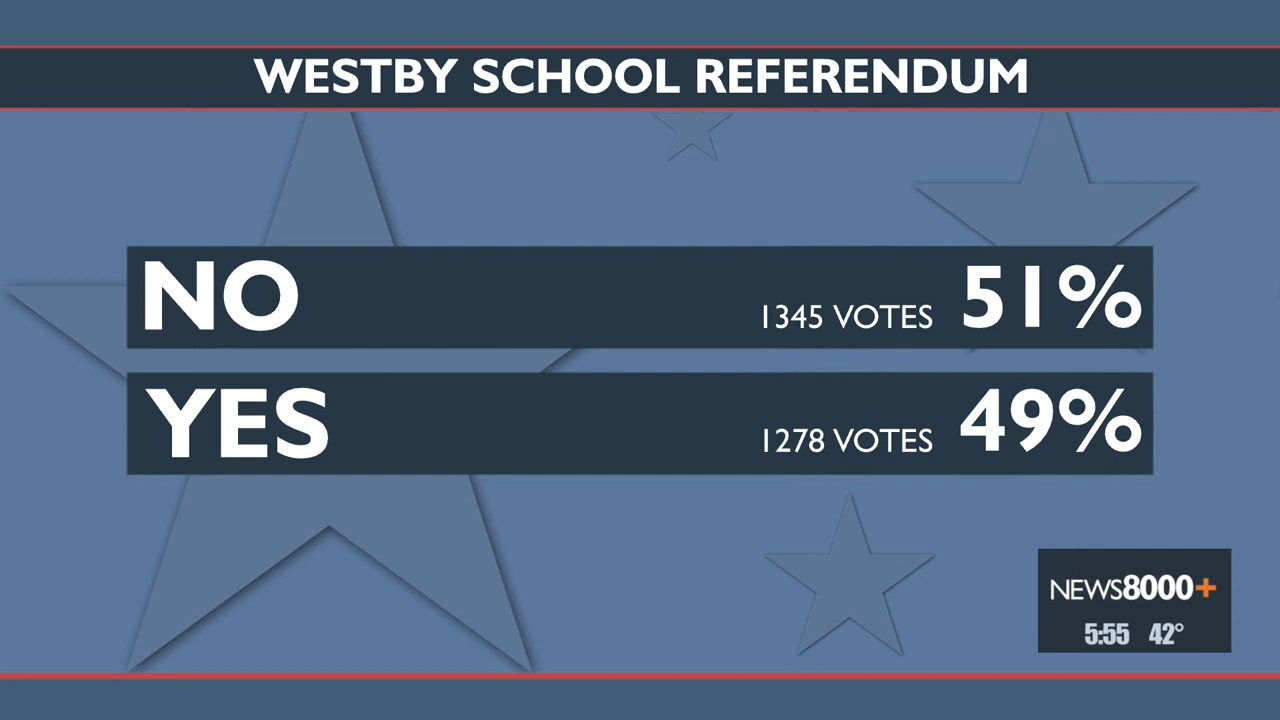 WESTBY SCHOOL REFERENDUM
NO 1345 VOTES 51%
YES 1278 VOTES 49%
NEWS8000+
5:55 42°